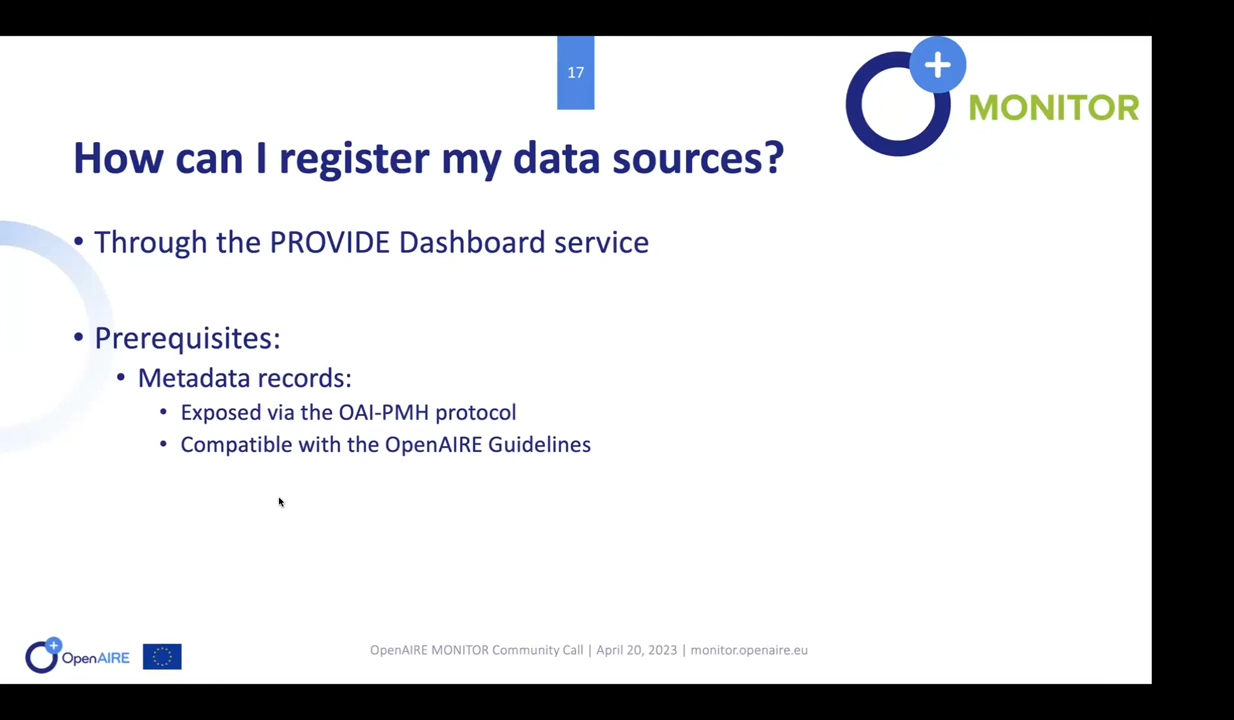 17
MONITOR
How can I register my data sources?
• Through the PROVIDE Dashboard service
• Prerequisites:
• Metadata records:
• Exposed via the OAI-PMH protocol
• Compatible with the OpenAIRE Guidelines
OpenAIRE
OpenAIRE MONITOR Community Call | April 20, 2023 | monitor.openaire.eu